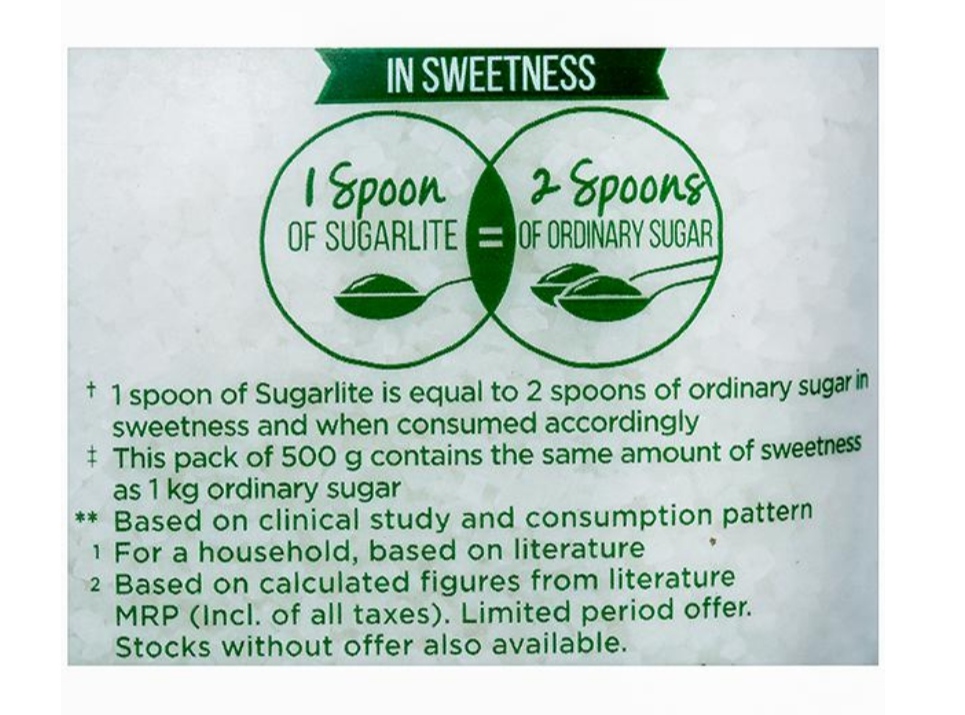 IN SWEETNESS
1 Spoon
OF SUGARLITE
=
2 Spoons
OF ORDINARY SUGAR
† 1 spoon of Sugarlite is equal to 2 spoons of ordinary sugar in
sweetness and when consumed accordingly
‡ This pack of 500 g contains the same amount of sweetness
as 1 kg ordinary sugar
** Based on clinical study and consumption pattern
1 For a household, based on literature
2 Based on calculated figures from literature
MRP (Incl. of all taxes). Limited period offer.
Stocks without offer also available.